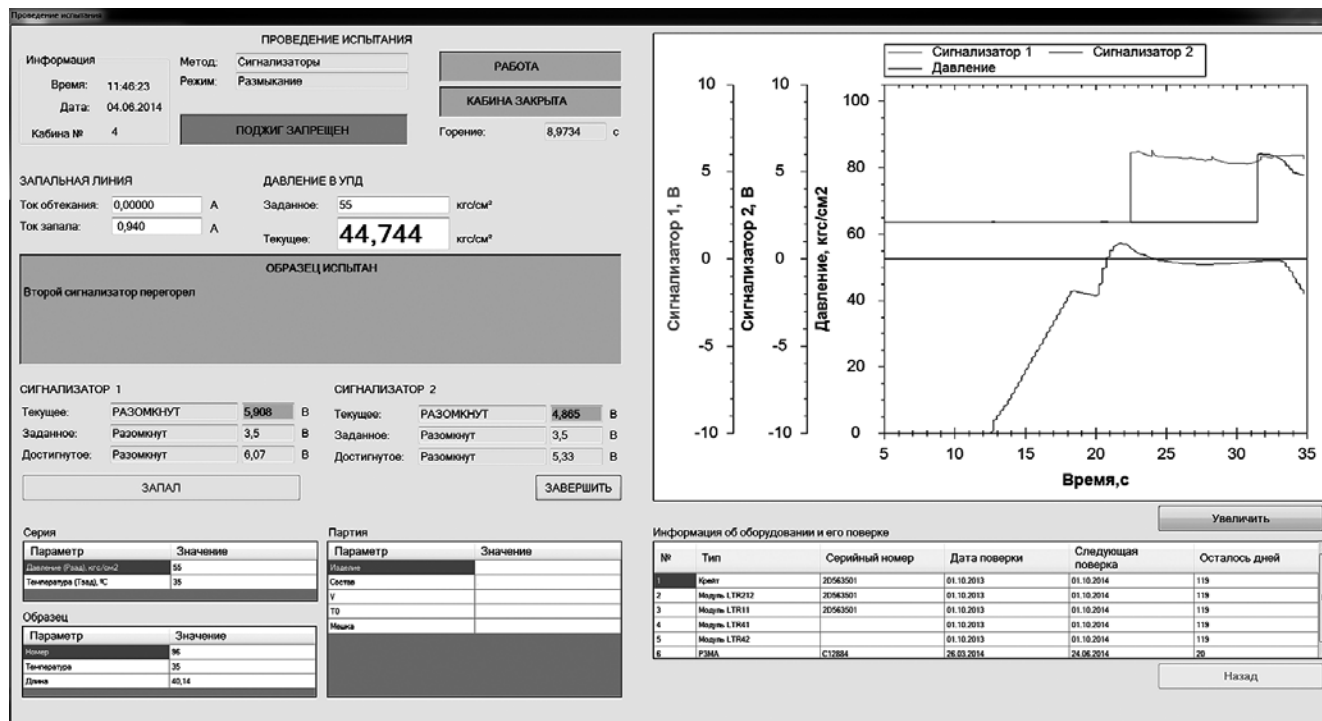 Проведение испытания
ПРОВЕДЕНИЕ ИСПЫТАНИЯ
Информация
Время: 11:46:23
Дата: 04.06.2014
Кабина № 4
Метод: Сигнализаторы
Режим: Размыкание
ПОДЖИГ ЗАПРЕЩЕН
РАБОТА
КАБИНА ЗАКРЫТА
Горение: 8,9734 с
ЗАПАЛЬНАЯ ЛИНИЯ
Ток обтекания: 0,00000 А
Ток запала: 0,940 А
ДАВЛЕНИЕ В УПД
Заданное: 55 кгс/см²
Текущее: 44,744 кгс/см²
ОБРАЗЕЦ ИСПЫТАН
Второй сигнализатор перегорел
СИГНАЛИЗАТОР 1
Текущее: РАЗОМКНУТ 5,908 В
Заданное: Разомкнут 3,5 В
Достигнутое: Разомкнут 6,07 В
СИГНАЛИЗАТОР 2
Текущее: РАЗОМКНУТ 4,865 В
Заданное: Разомкнут 3,5 В
Достигнутое: Разомкнут 5,33 В
ЗАПАЛ
ЗАВЕРШИТЬ
Серия
Параметр Значение
Давление (Рзад), кгс/см2 55
Температура (Тзад), ºС 35
Образец
Параметр Значение
Номер 96
Температура 35
Длина 40,14
Партия
Параметр Значение
Изделие
Состав
V
T0
Мешка
Сигнализатор 1 Сигнализатор 2
Давление
Сигнализатор 1, В
10
5
0
-5
-10
Сигнализатор 2, В
10
5
0
-5
-10
Давление, кгс/см2
100
80
60
40
20
0
5 10 15 20 25 30 35
Время,с
Увеличить
Информация об оборудовании и его поверке
№ Тип Серийный номер Дата поверки Следующая поверка Осталось дней
1 Крейт 2D563501 01.10.2013 01.10.2014 119
2 Модуль LTR212 2D563501 01.10.2013 01.10.2014 119
3 Модуль LTR11 2D563501 01.10.2013 01.10.2014 119
4 Модуль LTR41 01.10.2013 01.10.2014 119
5 Модуль LTR42 01.10.2013 01.10.2014 119
6 РЗМА С12884 26.03.2014 24.06.2014 20
Назад